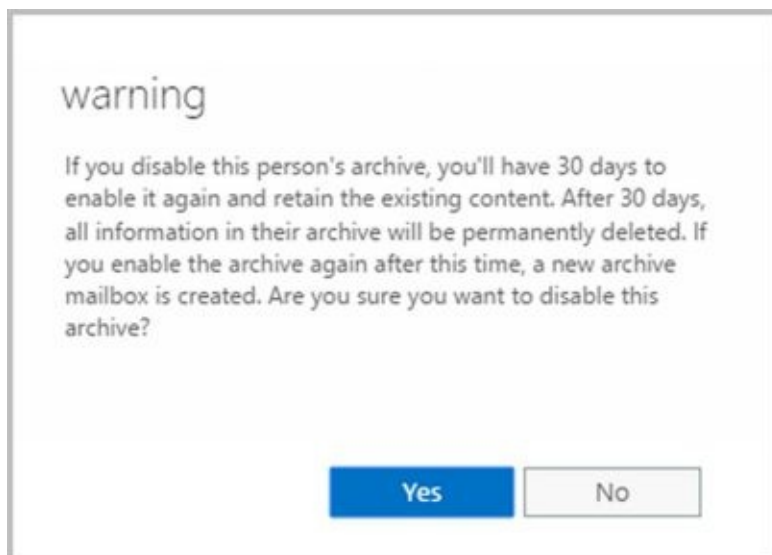 warning
If you disable this person's archive, you'll have 30 days to
enable it again and retain the existing content. After 30 days,
all information in their archive will be permanently deleted. If
you enable the archive again after this time, a new archive
mailbox is created. Are you sure you want to disable this
archive?
Yes
No